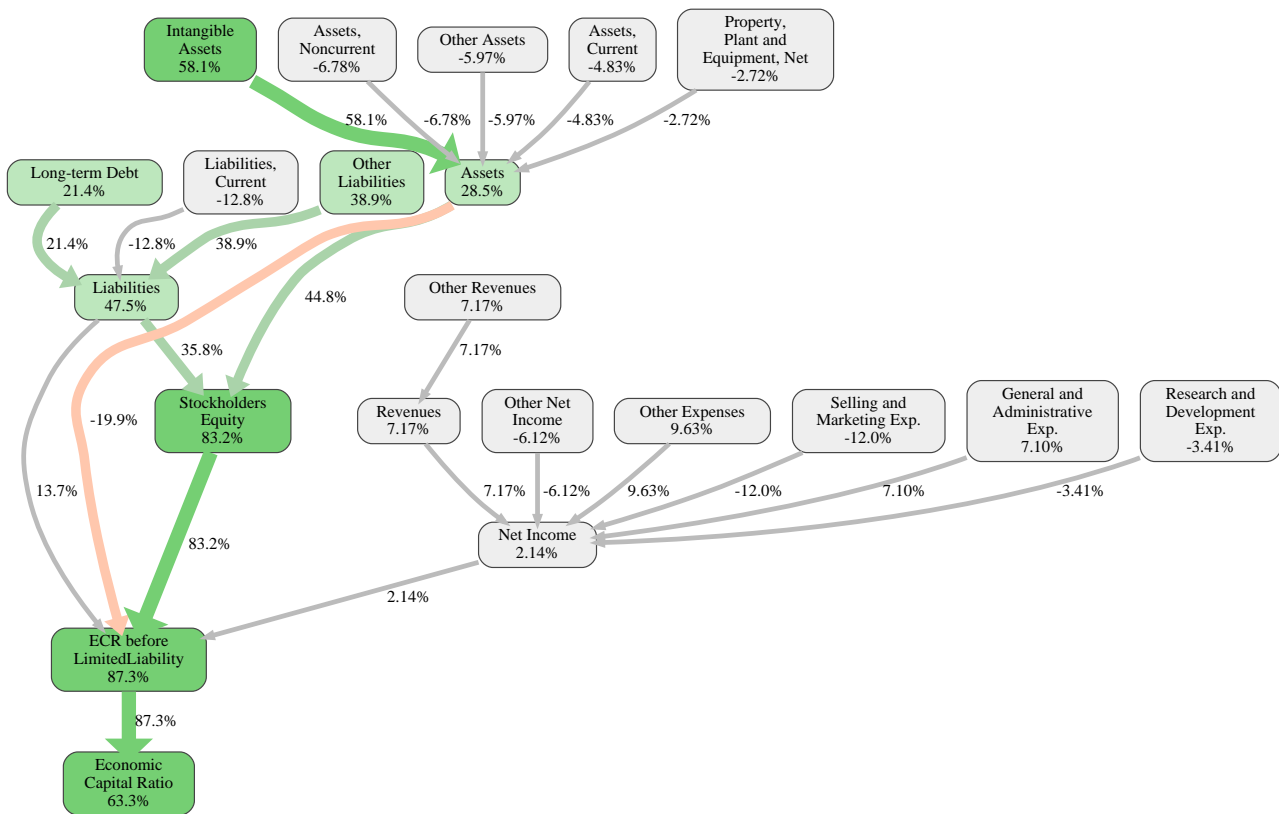 Intangible
Assets
58.1%
Assets,
Noncurrent
-6.78%
Other Assets
-5.97%
Assets,
Current
-4.83%
Property,
Plant and
Equipment, Net
-2.72%
58.1%
-6.78%
-5.97%
-4.83%
-2.72%
Long-term Debt
21.4%
Liabilities,
Current
-12.8%
Other
Liabilities
38.9%
Assets
28.5%
21.4%
-12.8%
38.9%
Liabilities
47.5%
44.8%
Other Revenues
7.17%
35.8%
7.17%
Stockholders
Equity
83.2%
-19.9%
Revenues
7.17%
Other Net
Income
-6.12%
Other Expenses
9.63%
Selling and
Marketing Exp.
-12.0%
General and
Administrative
Exp.
7.10%
Research and
Development
Exp.
-3.41%
13.7%
7.17%
-6.12%
9.63%
-12.0%
7.10%
-3.41%
83.2%
Net Income
2.14%
2.14%
ECR before
LimitedLiability
87.3%
87.3%
Economic
Capital Ratio
63.3%